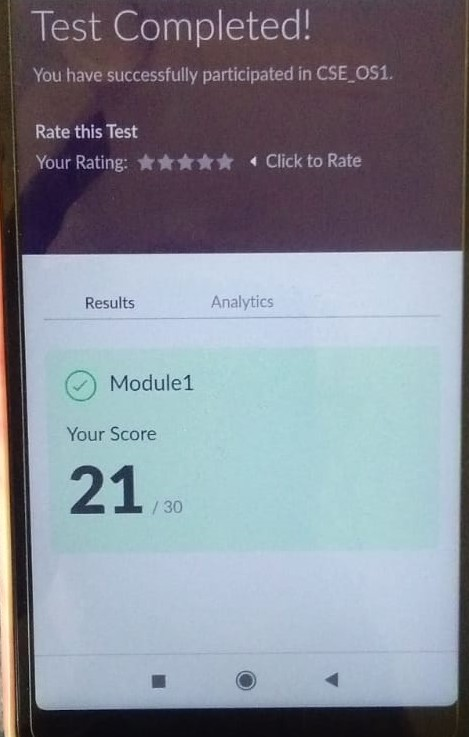 Test Completed!
You have successfully participated in CSE_OS1.
Rate this Test
Your Rating: Click to Rate
Results Analytics
Module1
Your Score
21 / 30